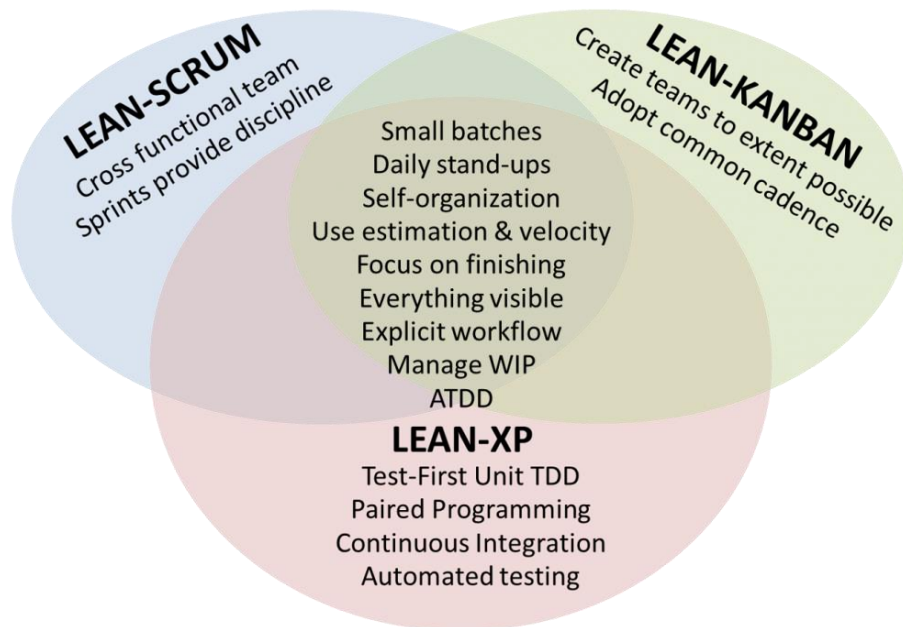 LEAN-SCRUM
Cross functional team
Sprints provide discipline
LEAN-KANBAN
Create teams to extent possible
Adopt common cadence
Small batches
Daily stand-ups
Self-organization
Use estimation & velocity
Focus on finishing
Everything visible
Explicit workflow
Manage WIP
ATDD
LEAN-XP
Test-First Unit TDD
Paired Programming
Continuous Integration
Automated testing